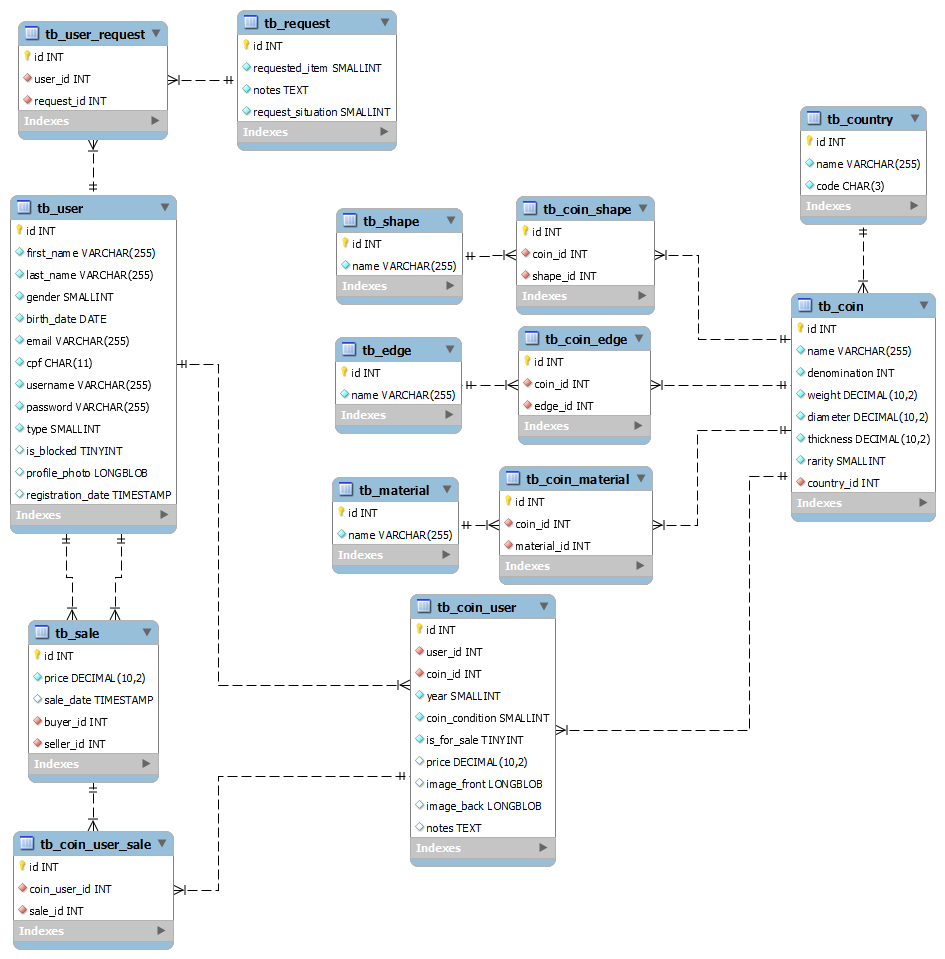 tb_user_request
id INT
user_id INT
request_id INT
Indexes
tb_request
id INT
requested_item SMALLINT
notes TEXT
request_situation SMALLINT
Indexes
tb_country
id INT
name VARCHAR(255)
code CHAR(3)
Indexes
tb_user
id INT
first_name VARCHAR(255)
last_name VARCHAR(255)
gender SMALLINT
birth_date DATE
email VARCHAR(255)
cpf CHAR(11)
username VARCHAR(255)
password VARCHAR(255)
type SMALLINT
is_blocked TINYINT
profile_photo LONGBLOB
registration_date TIMESTAMP
Indexes
tb_shape
id INT
name VARCHAR(255)
Indexes
tb_coin_shape
id INT
coin_id INT
shape_id INT
Indexes
tb_edge
id INT
name VARCHAR(255)
Indexes
tb_coin_edge
id INT
coin_id INT
edge_id INT
Indexes
tb_coin
id INT
name VARCHAR(255)
denomination INT
weight DECIMAL(10,2)
diameter DECIMAL(10,2)
thickness DECIMAL(10,2)
rarity SMALLINT
country_id INT
Indexes
tb_material
id INT
name VARCHAR(255)
Indexes
tb_coin_material
id INT
coin_id INT
material_id INT
Indexes
tb_sale
id INT
price DECIMAL(10,2)
sale_date TIMESTAMP
buyer_id INT
seller_id INT
Indexes
tb_coin_user
id INT
user_id INT
coin_id INT
year SMALLINT
coin_condition SMALLINT
is_for_sale TINYINT
price DECIMAL(10,2)
image_front LONGBLOB
image_back LONGBLOB
notes TEXT
Indexes
tb_coin_user_sale
id INT
coin_user_id INT
sale_id INT
Indexes